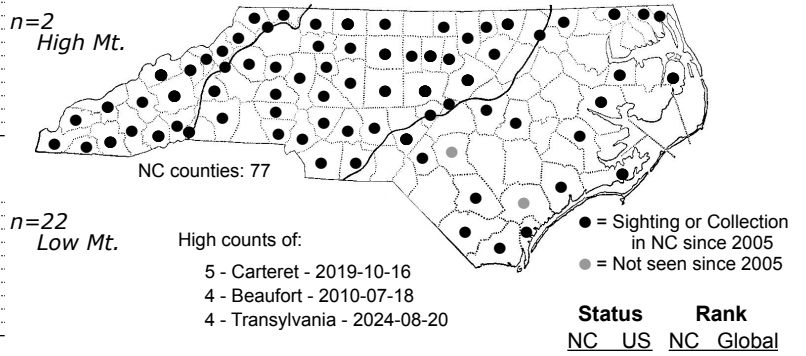 n=2
High Mt.
NC counties: 77
n=22
Low Mt.
High counts of:
5 - Carteret - 2019-10-16
4 - Beaufort - 2010-07-18
4 - Transylvania - 2024-08-20
= Sighting or Collection
in NC since 2005
= Not seen since 2005
Status Rank
NC US NC Global